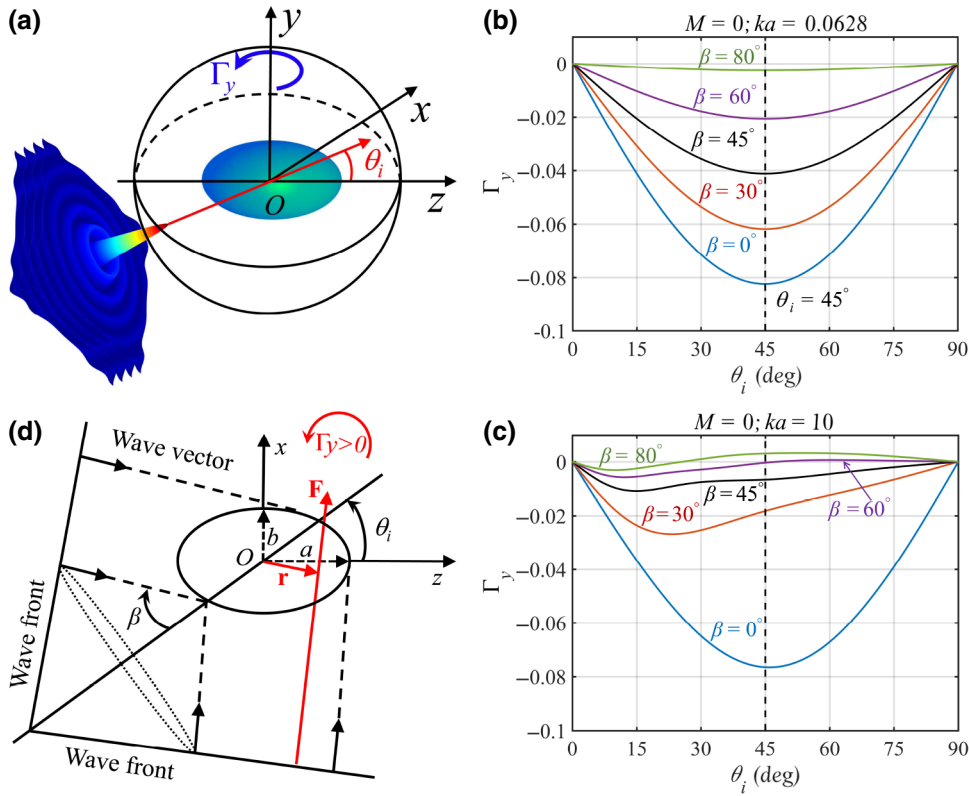 (a)
y
Γy
x
θi
O
z
(b)
M = 0; ka = 0.0628
β = 80°
β = 60°
β = 45°
β = 30°
β = 0°
θi = 45°
0
−0.02
−0.04
−0.06
−0.08
-0.1
Γy
0 15 30 45 60 75 90
θi (deg)
(d)
Wave vector
x
Γy>0
F
θi
b
a
O
z
r
β
Wave front
Wave front
(c)
M = 0; ka = 10
β = 80°
β = 45°
β = 60°
β = 30°
β = 0°
0
−0.02
−0.04
−0.06
−0.08
−0.1
Γy
0 15 30 45 60 75 90
θi (deg)